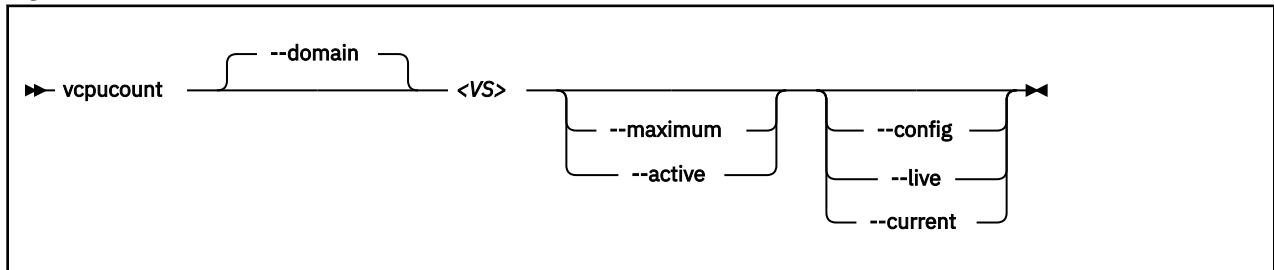 --domain
vcpucount <VS>
--maximum --config
--active --live
--current